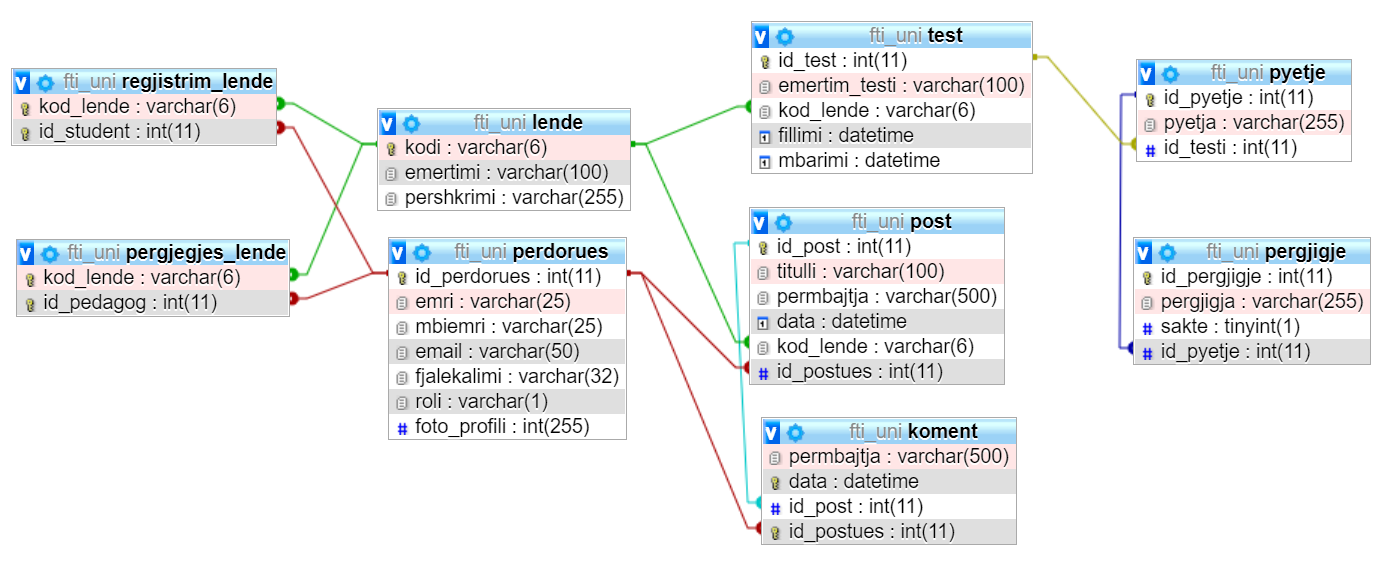 fti_uni regjistrim_lende
kod_lende : varchar(6)
id_student : int(11)
fti_uni pergjegjes_lende
kod_lende : varchar(6)
id_pedagog : int(11)
fti_uni lende
kodi : varchar(6)
emertimi : varchar(100)
pershkrimi : varchar(255)
fti_uni perdorues
id_perdorues : int(11)
emri : varchar(25)
mbiemri : varchar(25)
email : varchar(50)
fjalekalimi : varchar(32)
roli : varchar(1)
# foto_profili : int(255)
fti_uni test
id_test : int(11)
emertim_testi : varchar(100)
kod_lende : varchar(6)
fillimi : datetime
mbarimi : datetime
fti_uni post
id_post : int(11)
titulli : varchar(100)
permbajtja : varchar(500)
data : datetime
kod_lende : varchar(6)
# id_postues : int(11)
fti_uni koment
permbajtja : varchar(500)
data : datetime
# id_post : int(11)
id_postues : int(11)
fti_uni pyetje
id_pyetje : int(11)
pyetja : varchar(255)
# id_testi : int(11)
fti_uni pergjigje
id_pergjigje : int(11)
pergjigja : varchar(255)
# sakte : tinyint(1)
# id_pyetje : int(11)